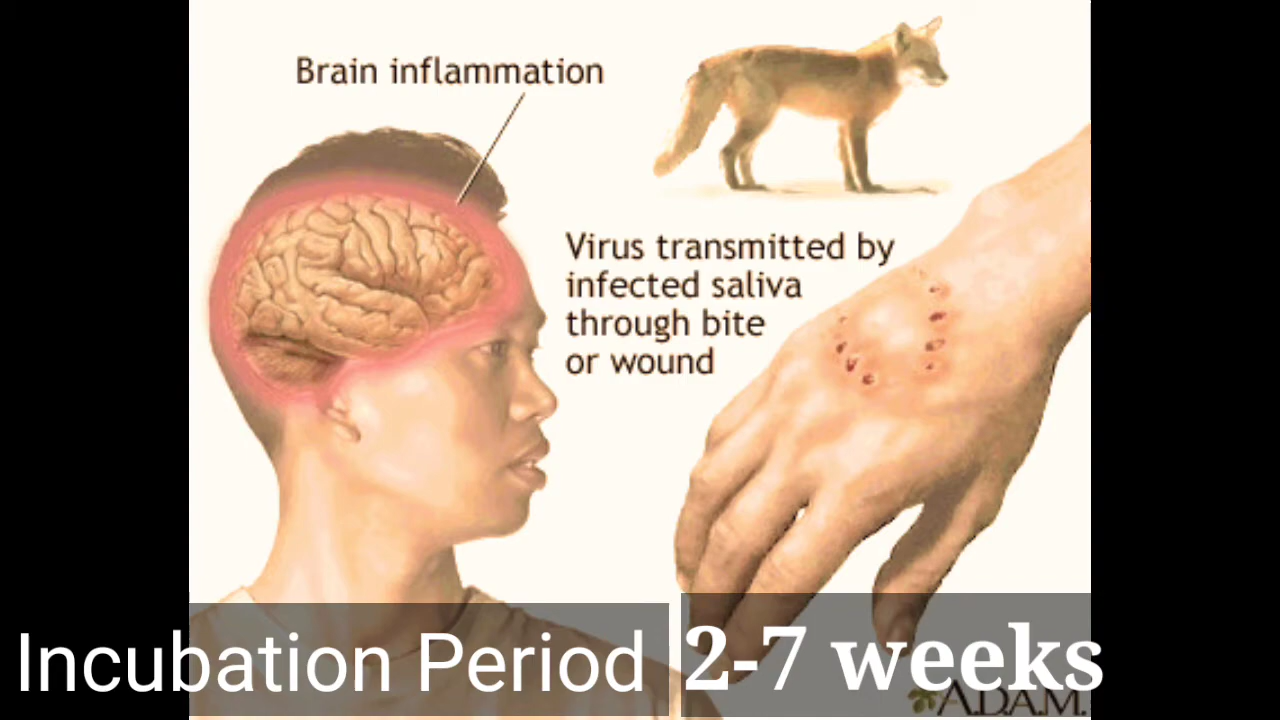 Brain inflammation
Virus transmitted by
infected saliva
through bite
or wound
Incubation Period
2-7 weeks
A.D.A.M.